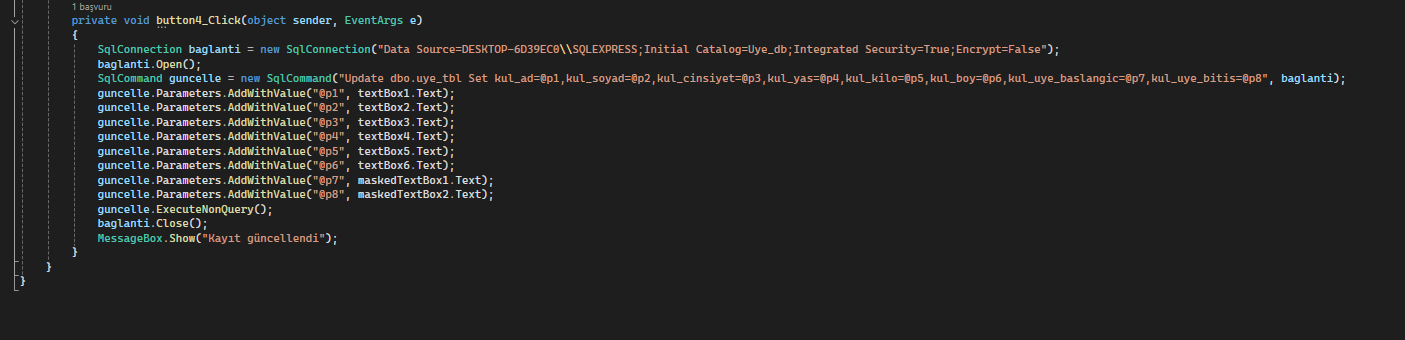 1 başvuru
private void button4_Click(object sender, EventArgs e)
{
SqlConnection baglanti = new SqlConnection("Data Source=DESKTOP-6D39EC0\\SQLEXPRESS;Initial Catalog=Uye_db;Integrated Security=True;Encrypt=False");
baglanti.Open();
SqlCommand guncelle = new SqlCommand("Update dbo.uye_tbl Set kul_ad=@p1,kul_soyad=@p2,kul_cinsiyet=@p3,kul_yas=@p4,kul_kilo=@p5,kul_boy=@p6,kul_uye_baslangic=@p7,kul_uye_bitis=@p8", baglanti);
guncelle.Parameters.AddWithValue("@p1", textBox1.Text);
guncelle.Parameters.AddWithValue("@p2", textBox2.Text);
guncelle.Parameters.AddWithValue("@p3", textBox3.Text);
guncelle.Parameters.AddWithValue("@p4", textBox4.Text);
guncelle.Parameters.AddWithValue("@p5", textBox5.Text);
guncelle.Parameters.AddWithValue("@p6", textBox6.Text);
guncelle.Parameters.AddWithValue("@p7", maskedTextBox1.Text);
guncelle.Parameters.AddWithValue("@p8", maskedTextBox2.Text);
guncelle.ExecuteNonQuery();
baglanti.Close();
MessageBox.Show("Kayıt güncellendi");
}
}
}